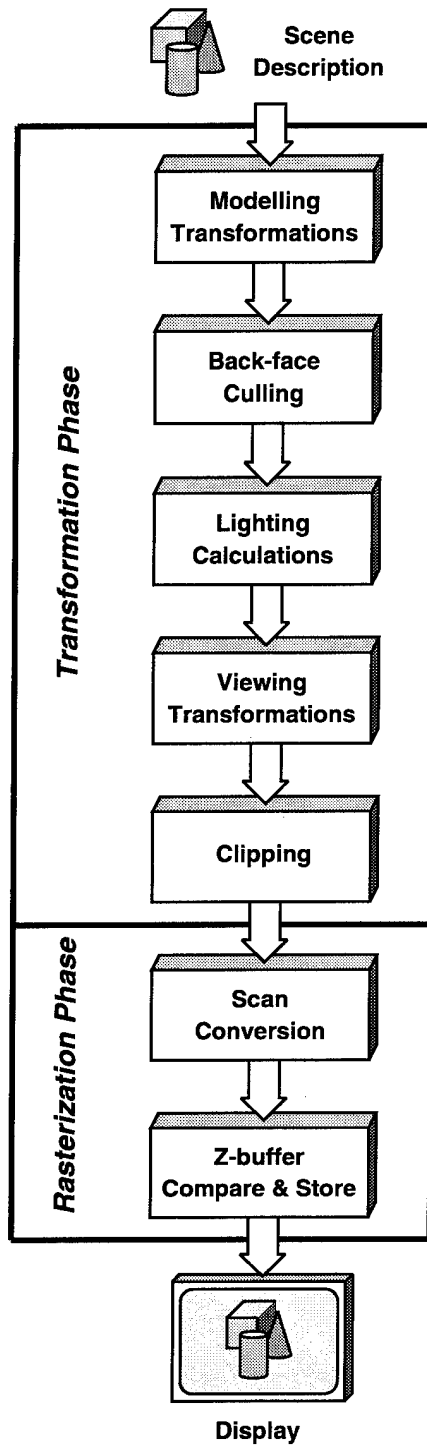 Scene
Description
Transformation Phase
Modelling
Transformations
Back-face
Culling
Lighting
Calculations
Viewing
Transformations
Clipping
Rasterization Phase
Scan
Conversion
Z-buffer
Compare & Store
Display